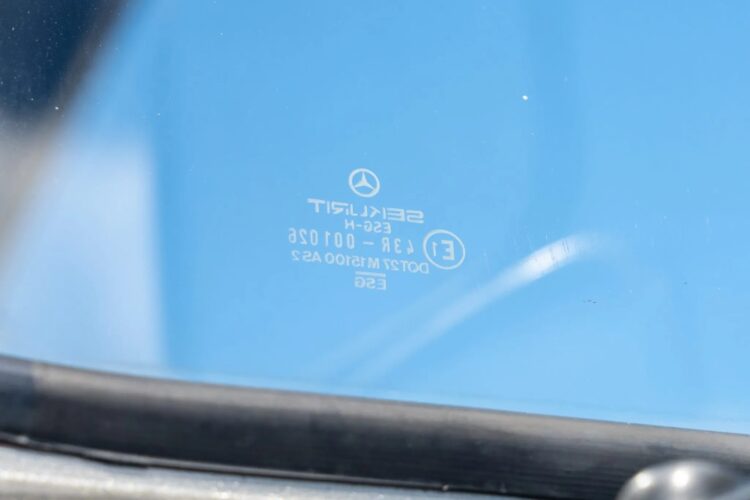 SEKURIT
ESG-H
E1 43R - 001026
DOT27 M15100 AS2
ESG